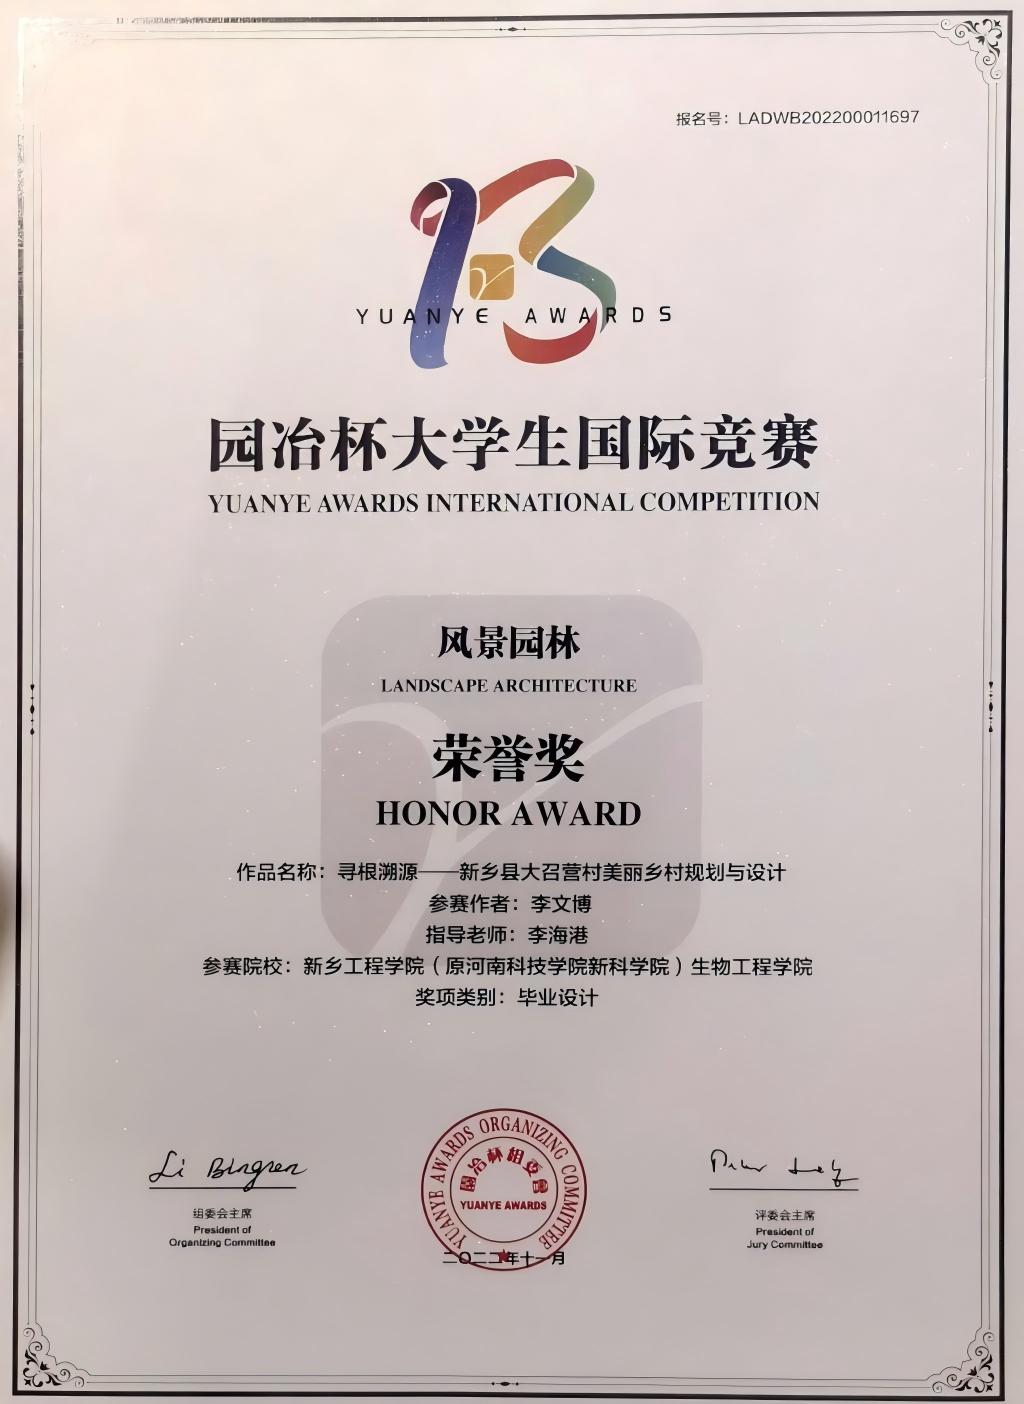 报名号：LADWB202200011697
YUANYE AWARDS
园冶杯大学生国际竞赛
YUANYE AWARDS INTERNATIONAL COMPETITION
风景园林
LANDSCAPE ARCHITECTURE
荣誉奖
HONOR AWARD
作品名称：寻根溯源——新乡县大召营村美丽乡村规划与设计
参赛作者：李文博
指导老师：李海港
参赛院校：新乡工程学院（原河南科技学院新科学院）生物工程学院
奖项类别：毕业设计
Li Bingren
组委会主席
President of
Organizing Committee
YUANYE AWARDS ORGANIZING COMMITTEE
園冶杯組委會
YUANYE AWARDS
二〇二二年十一月
评委会主席
President of
Jury Committee